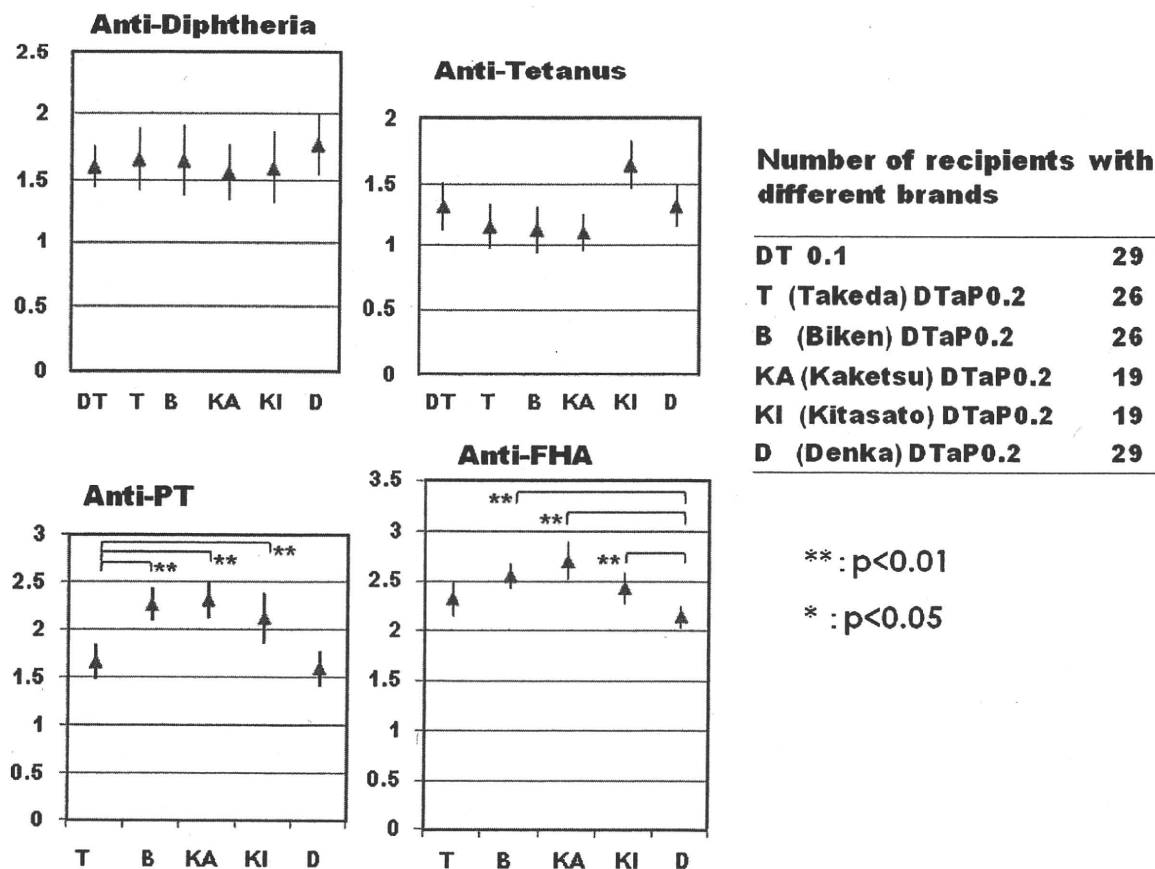 Anti-Diphtheria
2.5
2
1.5
1
0.5
0
DT T B KA KI D
Anti-Tetanus
2
1.5
1
0.5
0
DT T B KA KI D
Number of recipients with
different brands
DT 0.1 29
T (Takeda) DTaP0.2 26
B (Biken) DTaP0.2 26
KA (Kaketsu) DTaP0.2 19
KI (Kitasato) DTaP0.2 19
D (Denka) DTaP0.2 29
Anti-PT
3
2.5
2
1.5
1
0.5
0
** ** **
T B KA KI D
Anti-FHA
3.5
3
2.5
2
1.5
1
0.5
0
**
**
**
T B KA KI D
** : p<0.01
* : p<0.05